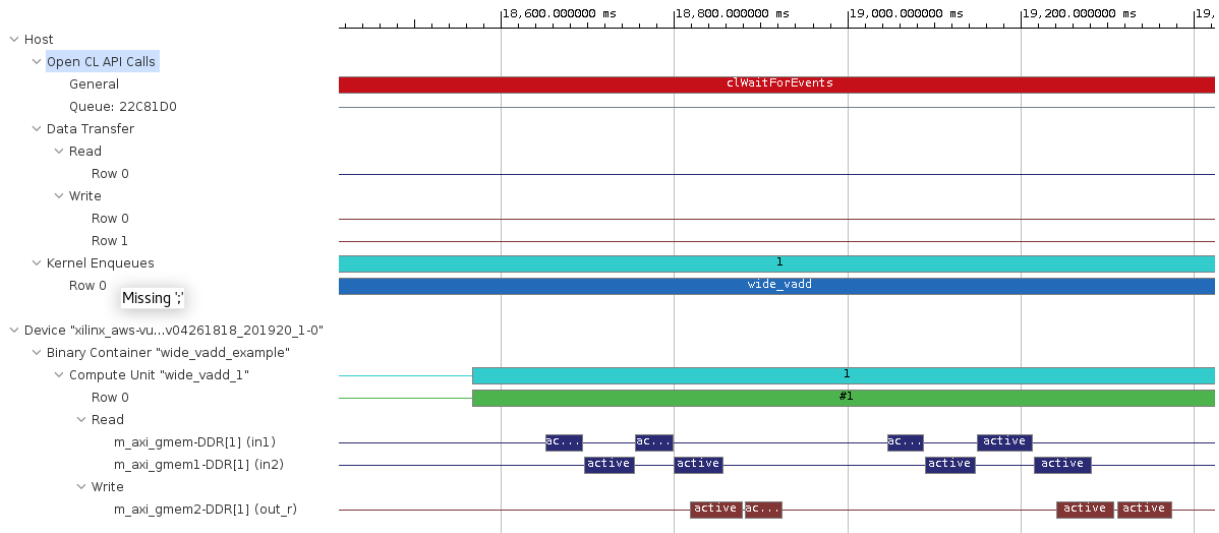 18,600.000000 ms 18,800.000000 ms 19,000.000000 ms 19,200.000000 ms 19,
Host
Open CL API Calls
General clWaitForEvents
Queue: 22C81D0
Data Transfer
Read
Row 0
Write
Row 0
Row 1
Kernel Enqueues 1
Row 0 wide_vadd
Missing ';'
Device "xilinx_aws-vu...v04261818_201920_1-0"
Binary Container "wide_vadd_example"
Compute Unit "wide_vadd_1" 1
Row 0 #1
Read
m_axi_gmem-DDR[1] (in1) ac... ac... ac... active
m_axi_gmem1-DDR[1] (in2) active active active active
Write
m_axi_gmem2-DDR[1] (out_r) active ac... active active